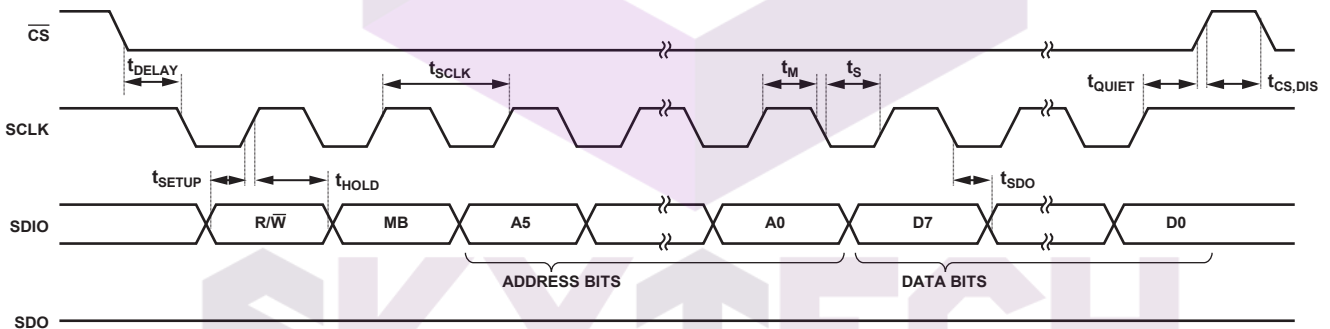 CS
tDELAY
tSCLK
tM
tS
tQUIET
tCS,DIS
SCLK
tSETUP
tHOLD
tSDO
SDIO
R/W
MB
A5
A0
D7
D0
ADDRESS BITS
DATA BITS
SKYTECH
SDO